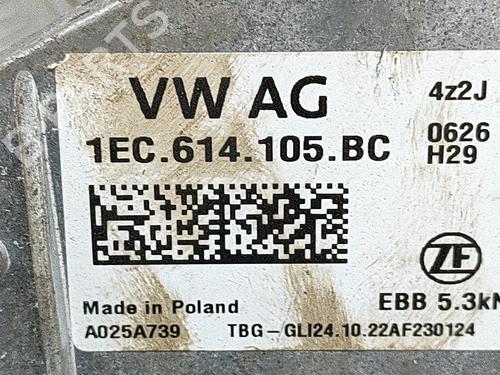 VW AG
4z2J
1EC.614.105.BC
0626
H29
ZF
Made in Poland
EBB 5.3kN
A025A739
TBG-GLI24.10.22AF230124